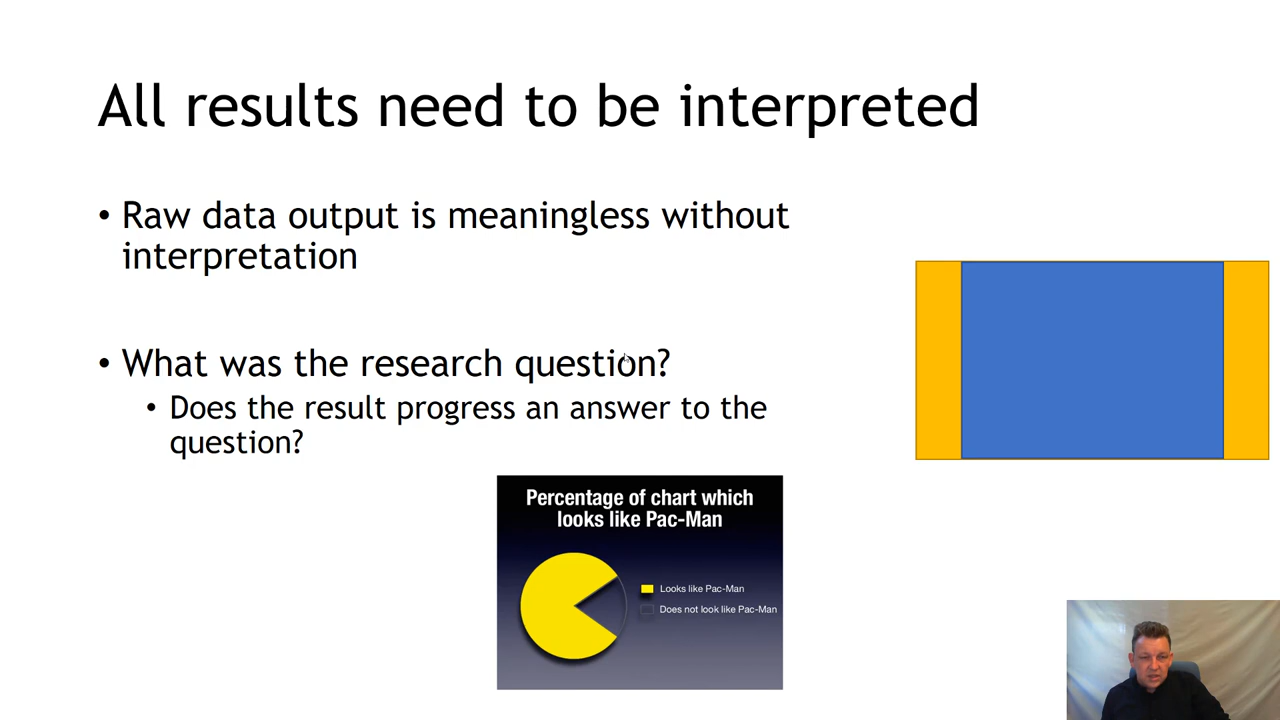 All results need to be interpreted
• Raw data output is meaningless without
interpretation
• What was the research question?
• Does the result progress an answer to the
question?
Percentage of chart which
looks like Pac-Man
Looks like Pac-Man
Does not look like Pac-Man